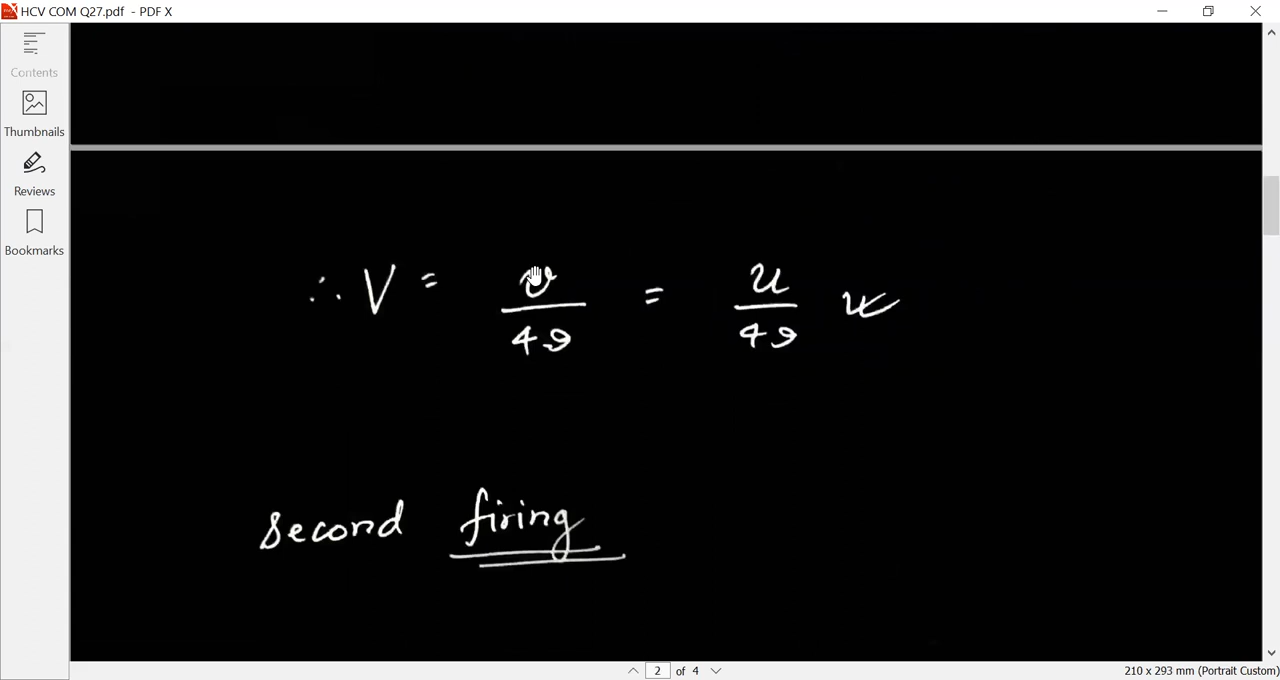 HCV COM Q27.pdf - PDF X
Contents
Thumbnails
Reviews
Bookmarks
∴ V = v/49 = u/49
second firing
2 of 4
210 x 293 mm (Portrait Custom)